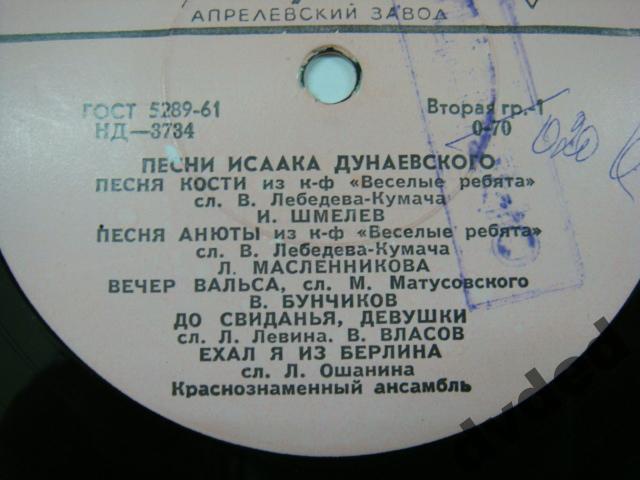 АПРЕЛЕВСКИЙ ЗАВОД
ГОСТ 5289-61
НД—3734
Вторая гр.-1
0-70
ПЕСНИ ИСААКА ДУНАЕВСКОГО
ПЕСНЯ КОСТИ из к-ф «Веселые ребята»
сл. В. Лебедева-Кумача
И. ШМЕЛЕВ
ПЕСНЯ АНЮТЫ из к-ф «Веселые ребята»
сл. В. Лебедева-Кумача
Л. МАСЛЕННИКОВА
ВЕЧЕР ВАЛЬСА, сл. М. Матусовского
В. БУНЧИКОВ
ДО СВИДАНЬЯ, ДЕВУШКИ
сл. Л. Левина. В. ВЛАСОВ
ЕХАЛ Я ИЗ БЕРЛИНА
сл. Л. Ошанина
Краснознаменный ансамбль
dvded